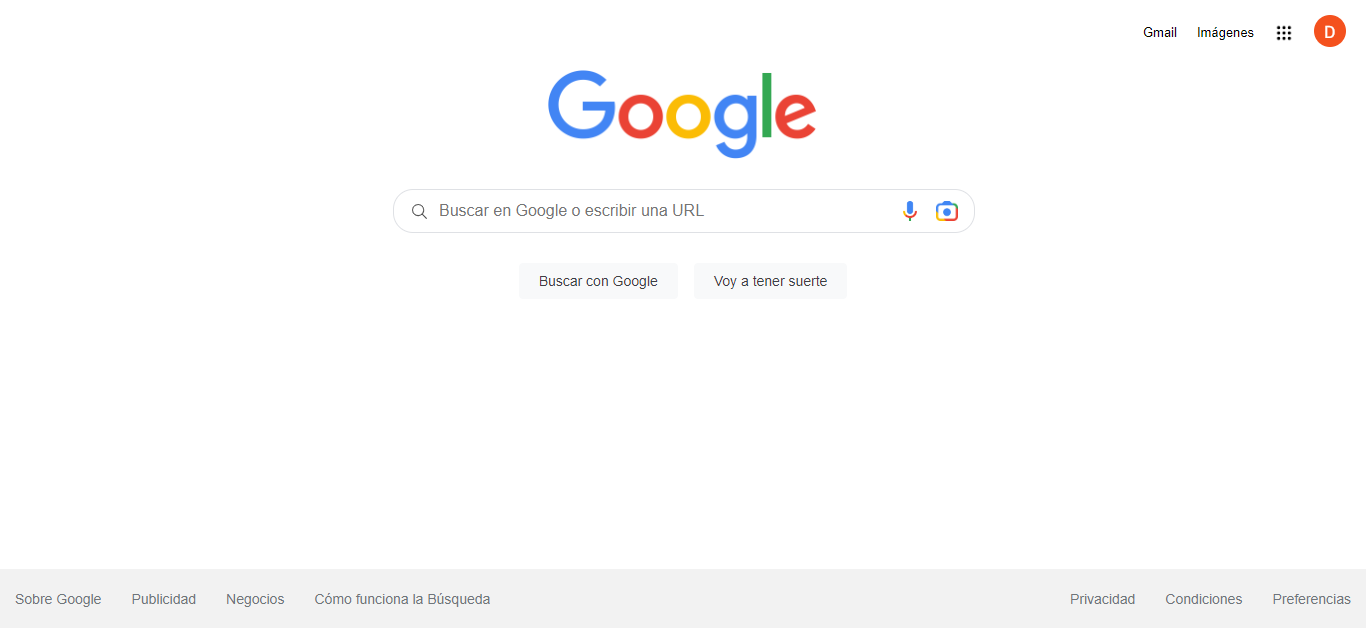 Gmail Imágenes D
Google
Buscar en Google o escribir una URL
Buscar con Google Voy a tener suerte
Sobre Google Publicidad Negocios Cómo funciona la Búsqueda Privacidad Condiciones Preferencias